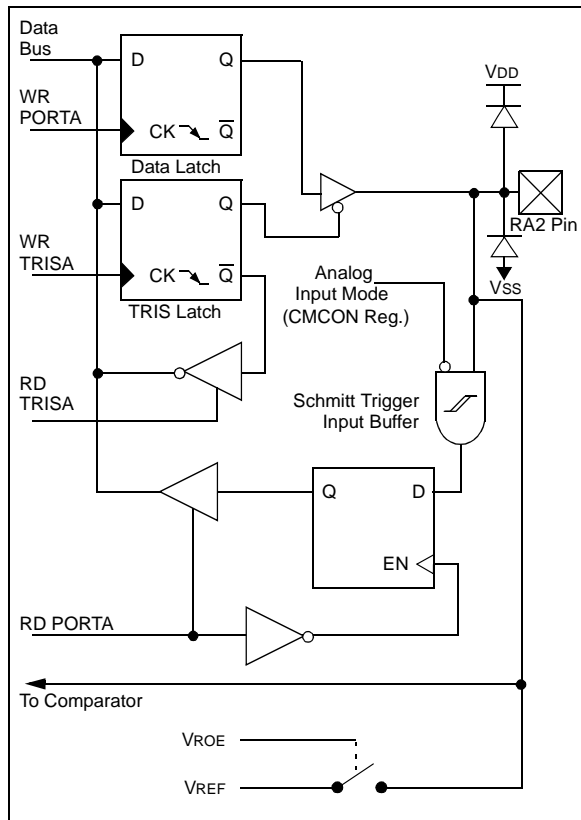 Data
Bus
D
Q
VDD
WR
PORTA
CK
Q
Data Latch
D
Q
RA2 Pin
WR
TRISA
CK
Q
VSS
TRIS Latch
Analog
Input Mode
(CMCON Reg.)
RD
TRISA
Schmitt Trigger
Input Buffer
Q
D
EN
RD PORTA
To Comparator
VROE
VREF